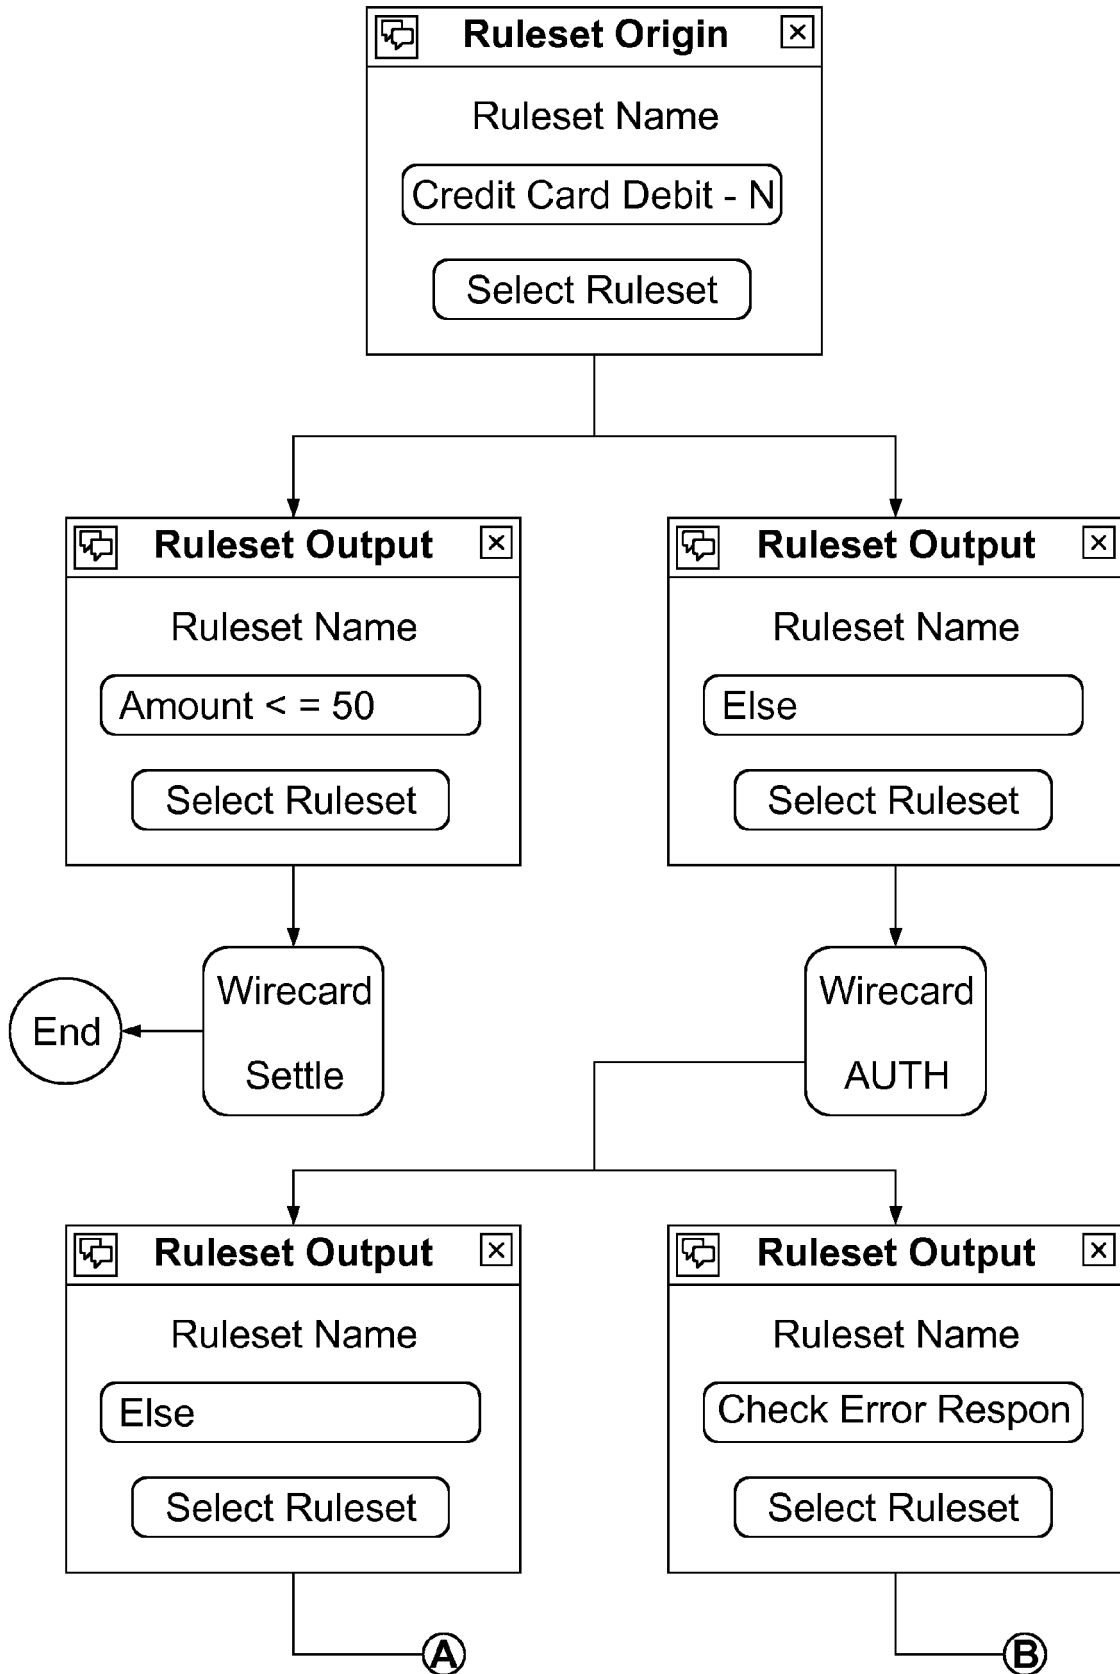 Ruleset Origin
Ruleset Name
Credit Card Debit - N
Select Ruleset
Ruleset Output
Ruleset Name
Amount < = 50
Select Ruleset
Ruleset Output
Ruleset Name
Else
Select Ruleset
End
Wirecard
Settle
Wirecard
AUTH
Ruleset Output
Ruleset Name
Else
Select Ruleset
A
Ruleset Output
Ruleset Name
Check Error Respon
Select Ruleset
B